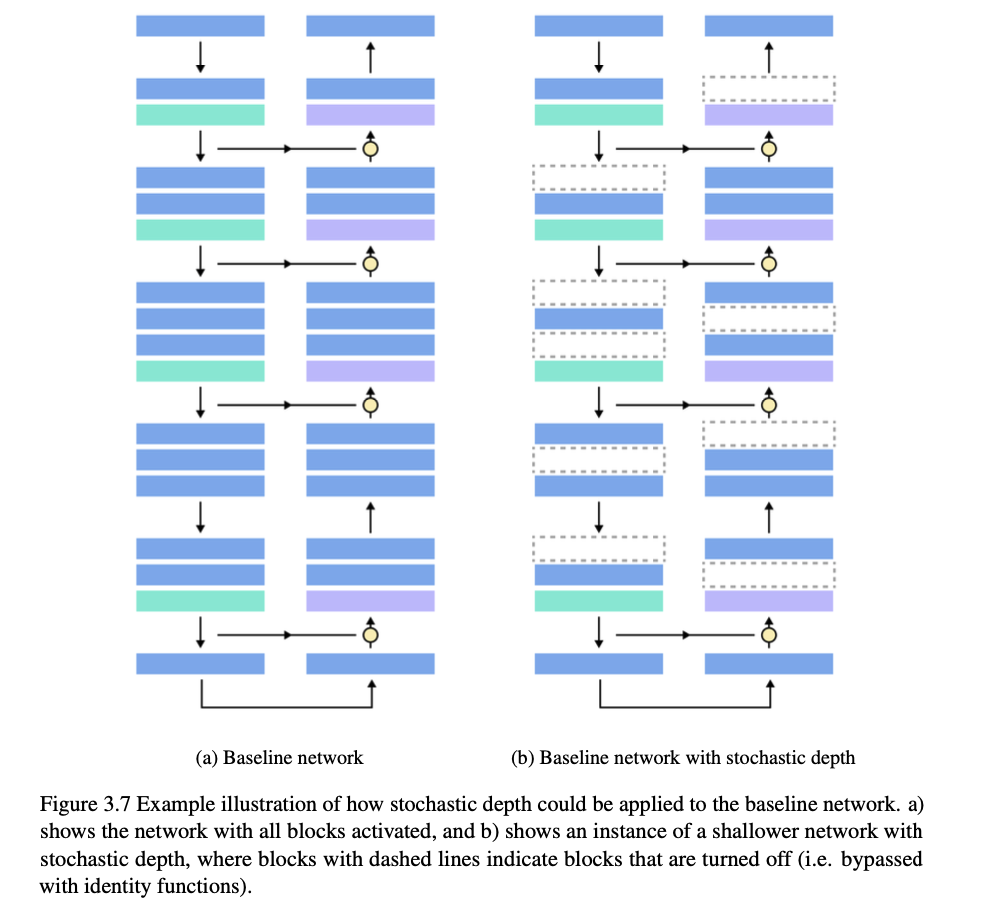 (a) Baseline network
(b) Baseline network with stochastic depth
Figure 3.7 Example illustration of how stochastic depth could be applied to the baseline network. a)
shows the network with all blocks activated, and b) shows an instance of a shallower network with
stochastic depth, where blocks with dashed lines indicate blocks that are turned off (i.e. bypassed
with identity functions).